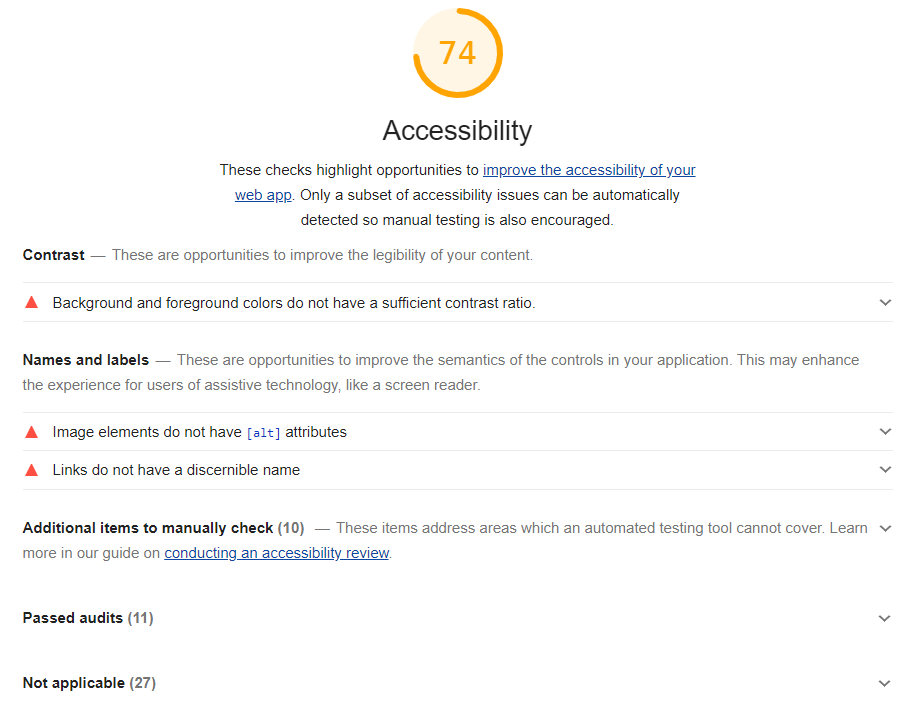 74
Accessibility
These checks highlight opportunities to improve the accessibility of your
web app. Only a subset of accessibility issues can be automatically
detected so manual testing is also encouraged.
Contrast — These are opportunities to improve the legibility of your content.
Background and foreground colors do not have a sufficient contrast ratio.
Names and labels — These are opportunities to improve the semantics of the controls in your application. This may enhance
the experience for users of assistive technology, like a screen reader.
Image elements do not have [alt] attributes
Links do not have a discernible name
Additional items to manually check (10) — These items address areas which an automated testing tool cannot cover. Learn
more in our guide on conducting an accessibility review.
Passed audits (11)
Not applicable (27)